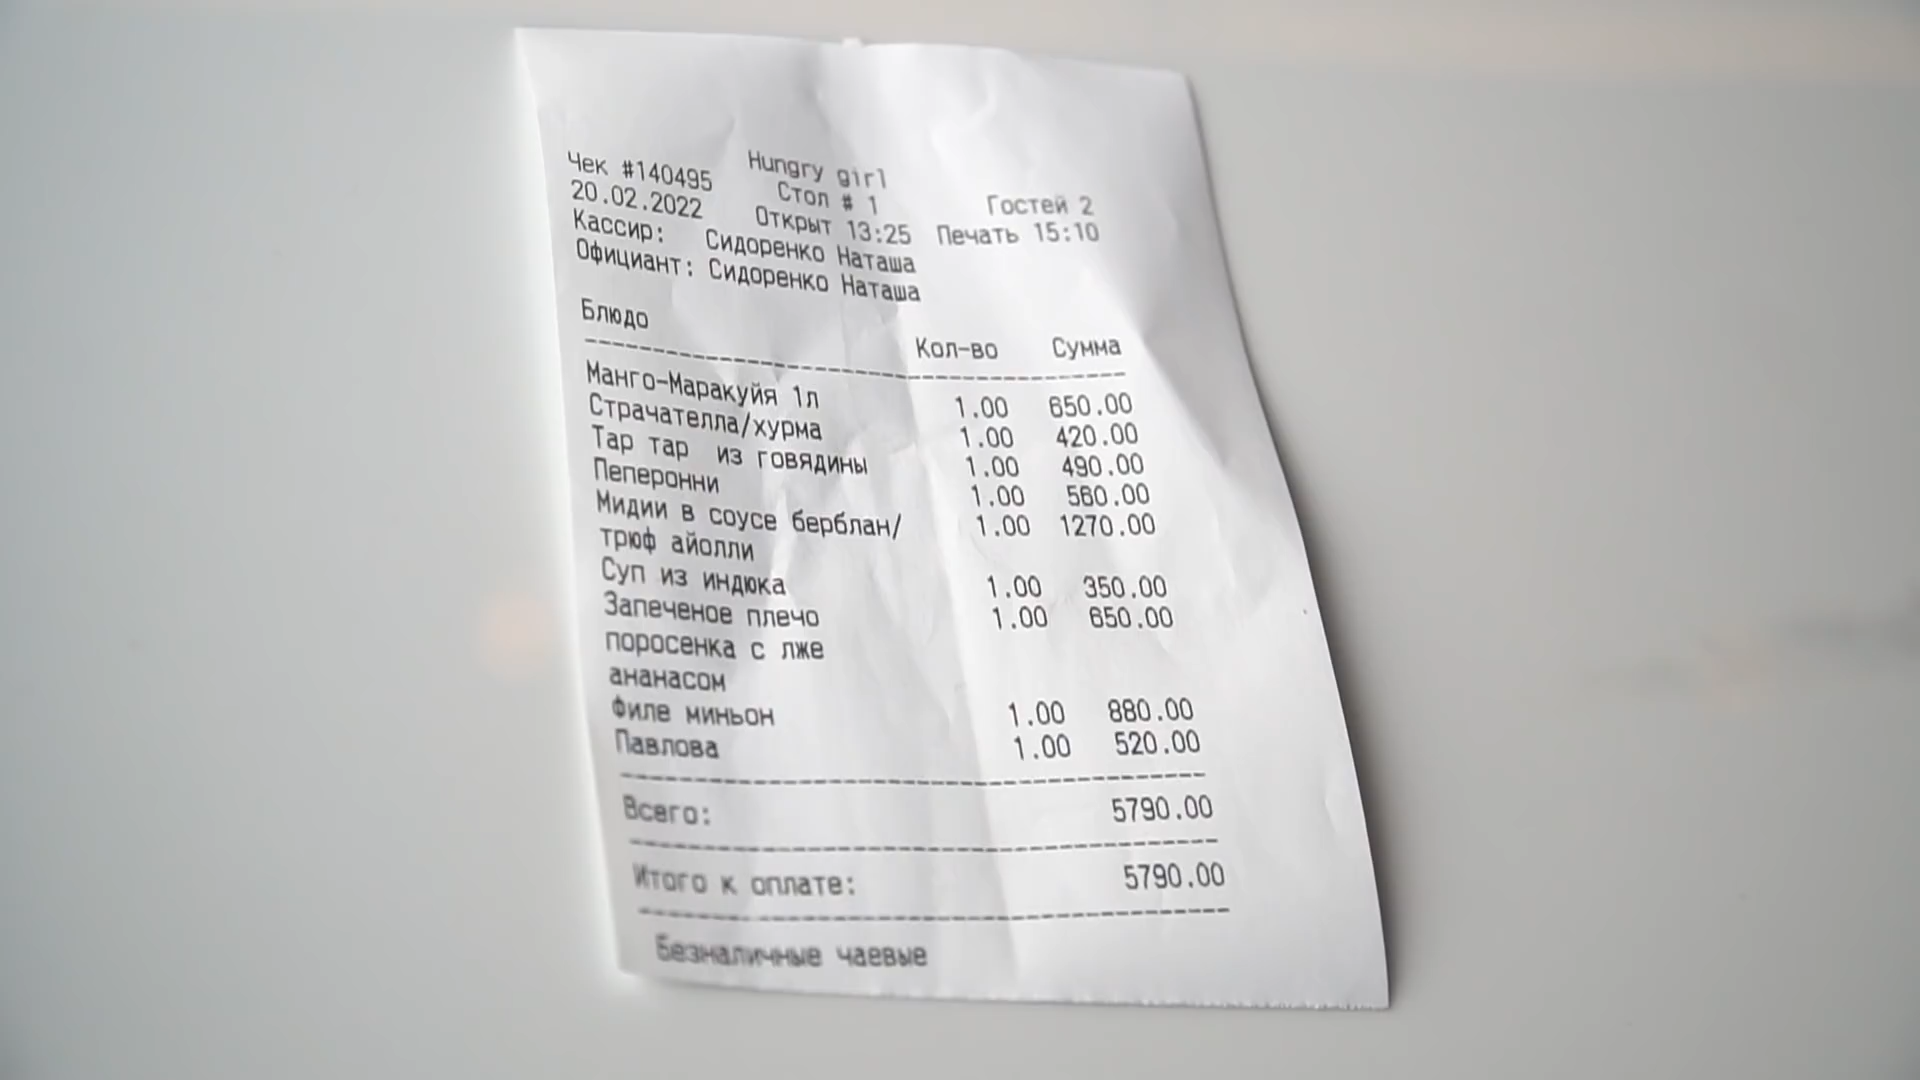 Hungry girl
Чек #140495 Стол # 1 Гостей 2
20.02.2022 Открыт 13:25 Печать 15:10
Кассир: Сидоренко Наташа
Официант: Сидоренко Наташа
Блюдо Кол-во Сумма
Манго-Маракуйя 1л 1.00 650.00
Страчателла/хурма 1.00 420.00
Тар тар из говядины 1.00 490.00
Пеперонни 1.00 560.00
Мидии в соусе берблан/ 1.00 1270.00
трюф айолли
Суп из индюка 1.00 350.00
Запеченое плечо 1.00 650.00
поросенка с лже
ананасом
Филе миньон 1.00 880.00
Павлова 1.00 520.00
Всего: 5790.00
Итого к оплате: 5790.00
Безналичные чаевые